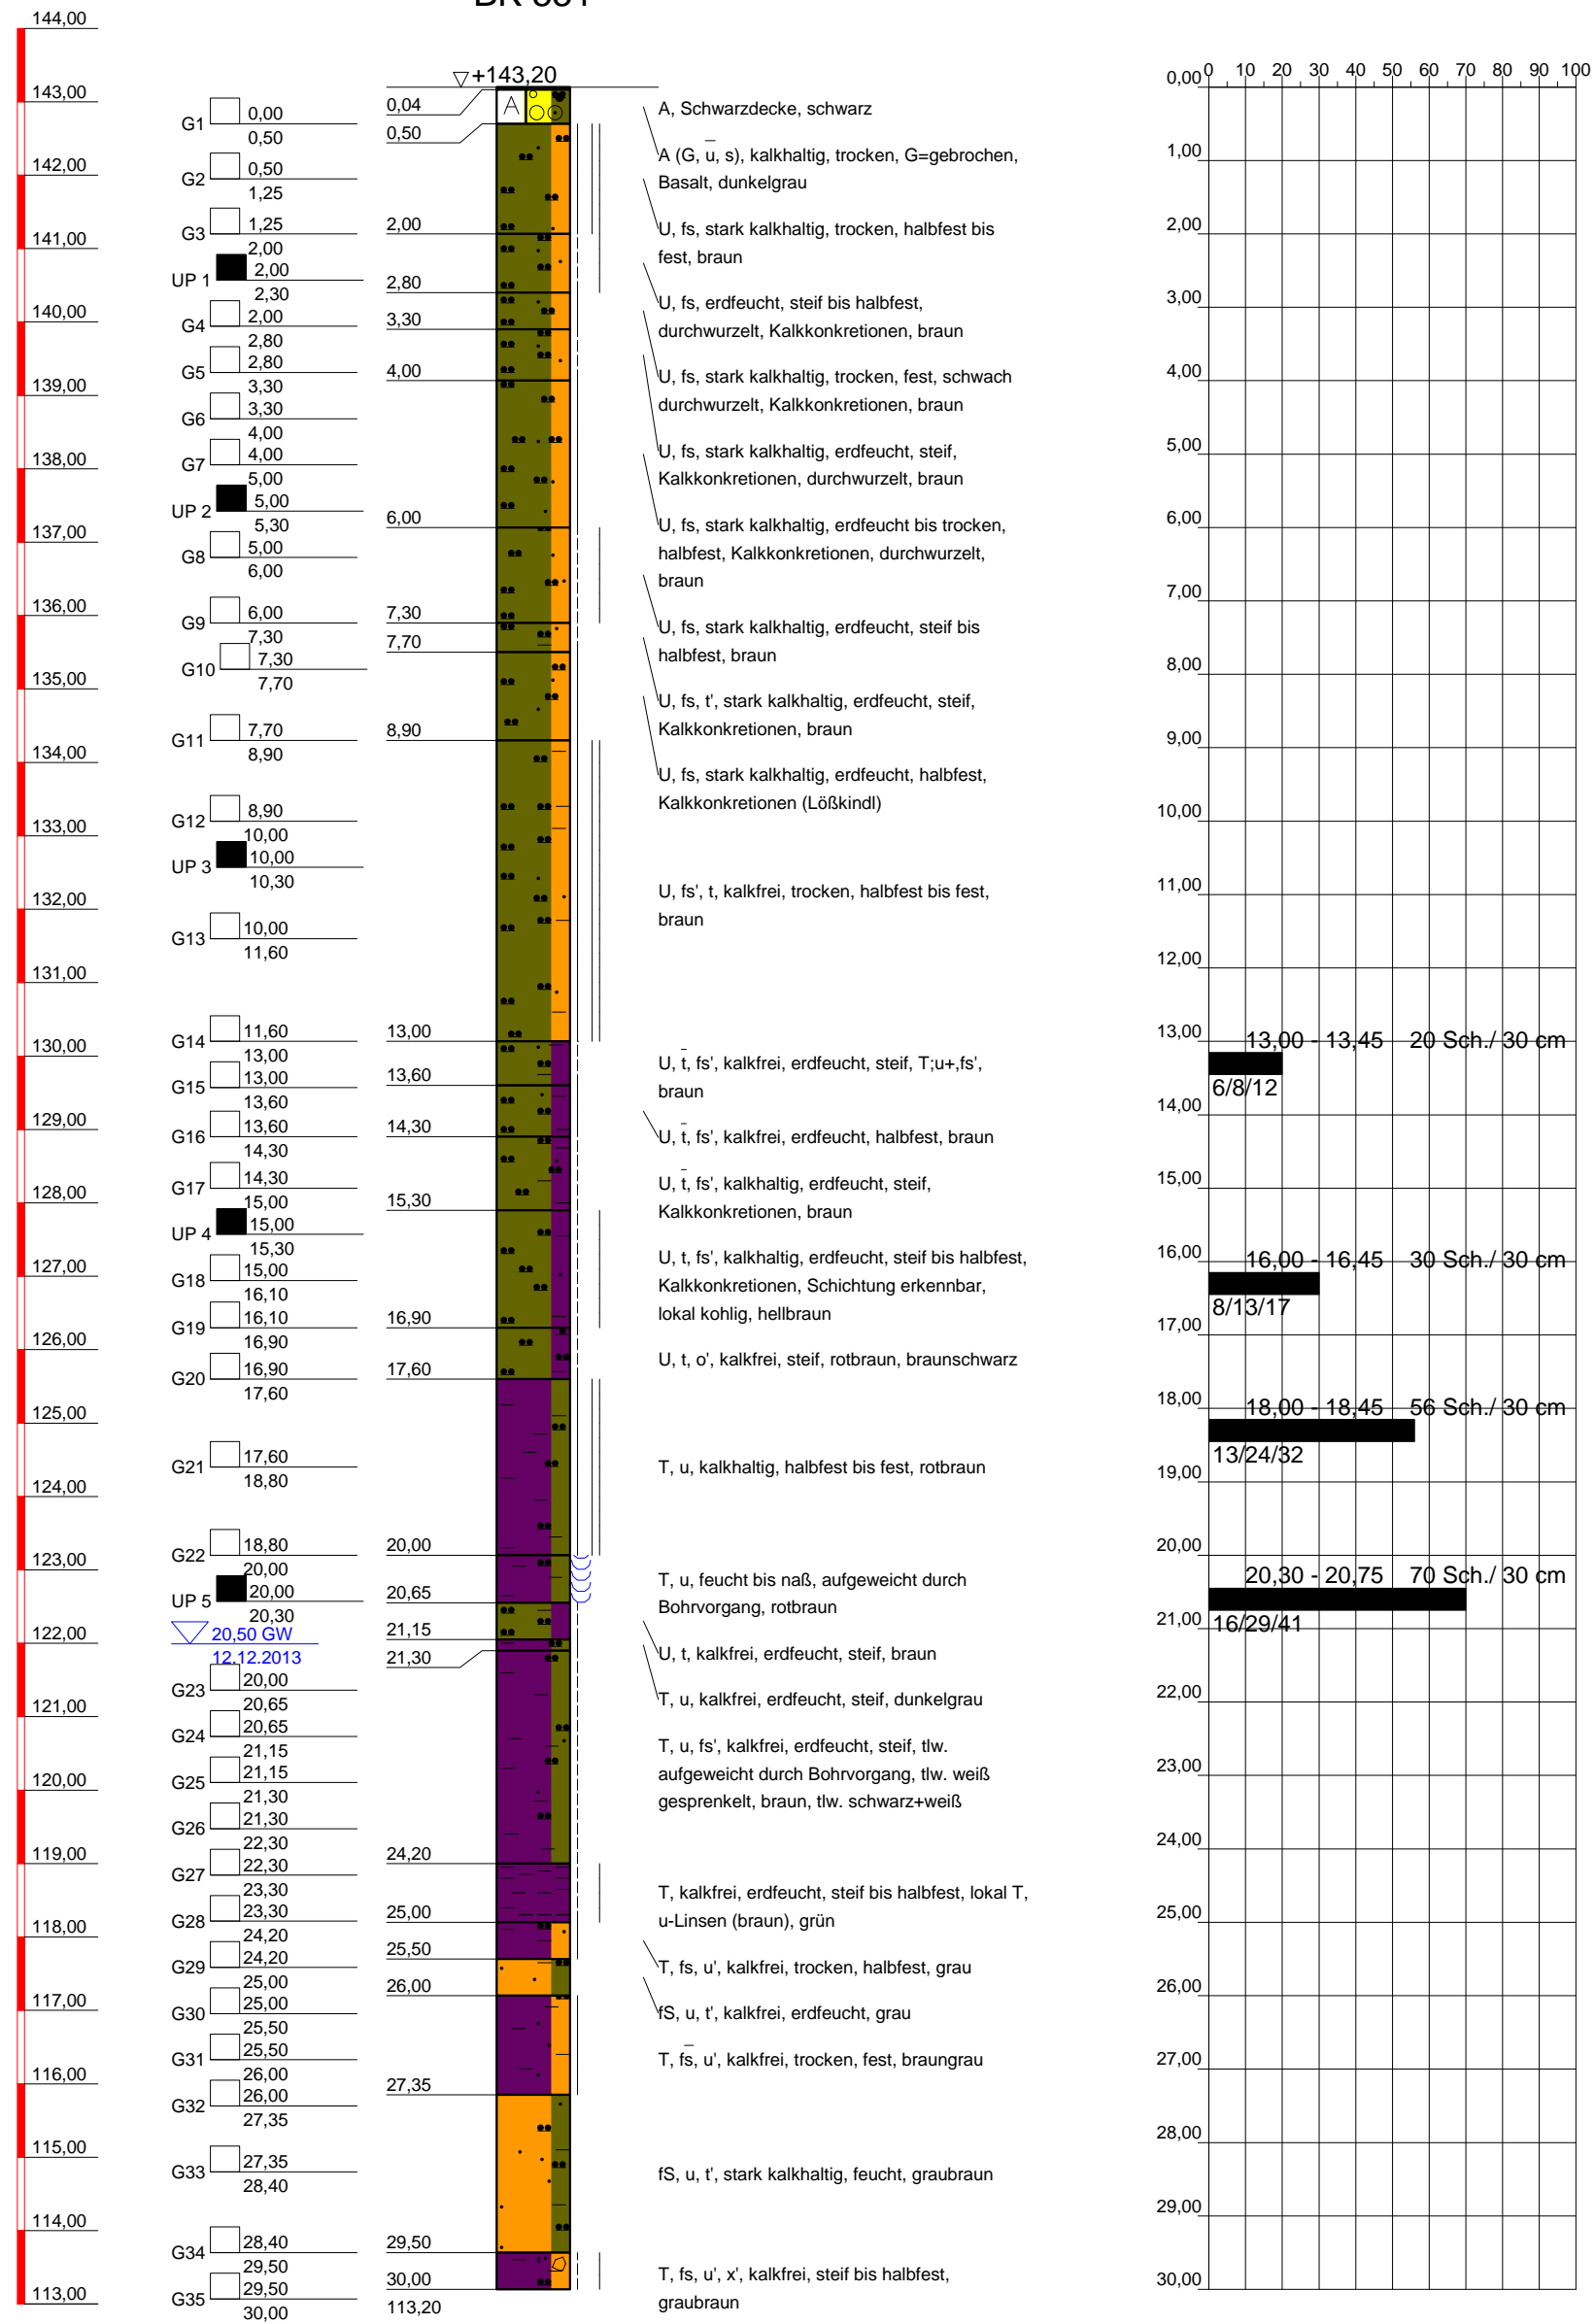 144,00
143,00
142,00
141,00
140,00
139,00
138,00
137,00
136,00
135,00
134,00
133,00
132,00
131,00
130,00
129,00
128,00
127,00
126,00
125,00
124,00
123,00
122,00
121,00
120,00
119,00
118,00
117,00
116,00
115,00
114,00
113,00
G1 0,00
0,50
G2 0,50
1,25
G3 1,25
2,00
UP 1 2,00
2,30
G4 2,00
2,80
G5 2,80
3,30
G6 3,30
4,00
G7 4,00
5,00
UP 2 5,00
5,30
G8 5,00
6,00
G9 6,00
7,30
G10 7,30
7,70
G11 7,70
8,90
G12 8,90
10,00
UP 3 10,00
10,30
G13 10,00
11,60
G14 11,60
13,00
G15 13,00
13,60
G16 13,60
14,30
G17 14,30
15,00
UP 4 15,00
15,30
G18 15,00
16,10
G19 16,10
16,90
G20 16,90
17,60
G21 17,60
18,80
G22 18,80
20,00
UP 5 20,00
20,30
20,50 GW
12.12.2013
G23 20,00
20,65
G24 20,65
21,15
G25 21,15
21,30
G26 21,30
22,30
G27 22,30
23,30
G28 23,30
24,20
G29 24,20
25,00
G30 25,00
25,50
G31 25,50
26,00
G32 26,00
27,35
G33 27,35
28,40
G34 28,40
29,50
G35 29,50
30,00
+143,20
A
0,04
0,50
2,00
2,80
3,30
4,00
6,00
7,30
7,70
8,90
13,00
13,60
14,30
15,30
16,90
17,60
20,00
20,65
21,15
21,30
24,20
25,00
25,50
26,00
27,35
29,50
30,00
113,20
A, Schwarzdecke, schwarz
A (G, u̅, s), kalkhaltig, trocken, G=gebrochen,
Basalt, dunkelgrau
U, fs, stark kalkhaltig, trocken, halbfest bis
fest, braun
U, fs, erdfeucht, steif bis halbfest,
durchwurzelt, Kalkkonkretionen, braun
U, fs, stark kalkhaltig, trocken, fest, schwach
durchwurzelt, Kalkkonkretionen, braun
U, fs, stark kalkhaltig, erdfeucht, steif,
Kalkkonkretionen, durchwurzelt, braun
U, fs, stark kalkhaltig, erdfeucht bis trocken,
halbfest, Kalkkonkretionen, durchwurzelt,
braun
U, fs, stark kalkhaltig, erdfeucht, steif bis
halbfest, braun
U, fs, t', stark kalkhaltig, erdfeucht, steif,
Kalkkonkretionen, braun
U, fs, stark kalkhaltig, erdfeucht, halbfest,
Kalkkonkretionen (Lößkindl)
U, fs', t, kalkfrei, trocken, halbfest bis fest,
braun
U, t̅, fs', kalkfrei, erdfeucht, steif, T;u+,fs',
braun
U, t̅, fs', kalkfrei, erdfeucht, halbfest, braun
U, t̅, fs', kalkhaltig, erdfeucht, steif,
Kalkkonkretionen, braun
U, t, fs', kalkhaltig, erdfeucht, steif bis halbfest,
Kalkkonkretionen, Schichtung erkennbar,
lokal kohlig, hellbraun
U, t, o', kalkfrei, steif, rotbraun, braunschwarz
T, u, kalkhaltig, halbfest bis fest, rotbraun
T, u, feucht bis naß, aufgeweicht durch
Bohrvorgang, rotbraun
U, t, kalkfrei, erdfeucht, steif, braun
T, u, kalkfrei, erdfeucht, steif, dunkelgrau
T, u, fs', kalkfrei, erdfeucht, steif, tlw.
aufgeweicht durch Bohrvorgang, tlw. weiß
gesprenkelt, braun, tlw. schwarz+weiß
T, kalkfrei, erdfeucht, steif bis halbfest, lokal T,
u-Linsen (braun), grün
T, fs, u', kalkfrei, trocken, halbfest, grau
fS, u, t', kalkfrei, erdfeucht, grau
T, fs̅, u', kalkfrei, trocken, fest, braungrau
fS, u, t', stark kalkhaltig, feucht, graubraun
T, fs, u', x', kalkfrei, steif bis halbfest,
graubraun
0 10 20 30 40 50 60 70 80 90 100
0,00
1,00
2,00
3,00
4,00
5,00
6,00
7,00
8,00
9,00
10,00
11,00
12,00
13,00
14,00
15,00
16,00
17,00
18,00
19,00
20,00
21,00
22,00
23,00
24,00
25,00
26,00
27,00
28,00
29,00
30,00
13,00 - 13,45 20 Sch./ 30 cm
6/8/12
16,00 - 16,45 30 Sch./ 30 cm
8/13/17
18,00 - 18,45 56 Sch./ 30 cm
13/24/32
20,30 - 20,75 70 Sch./ 30 cm
16/29/41